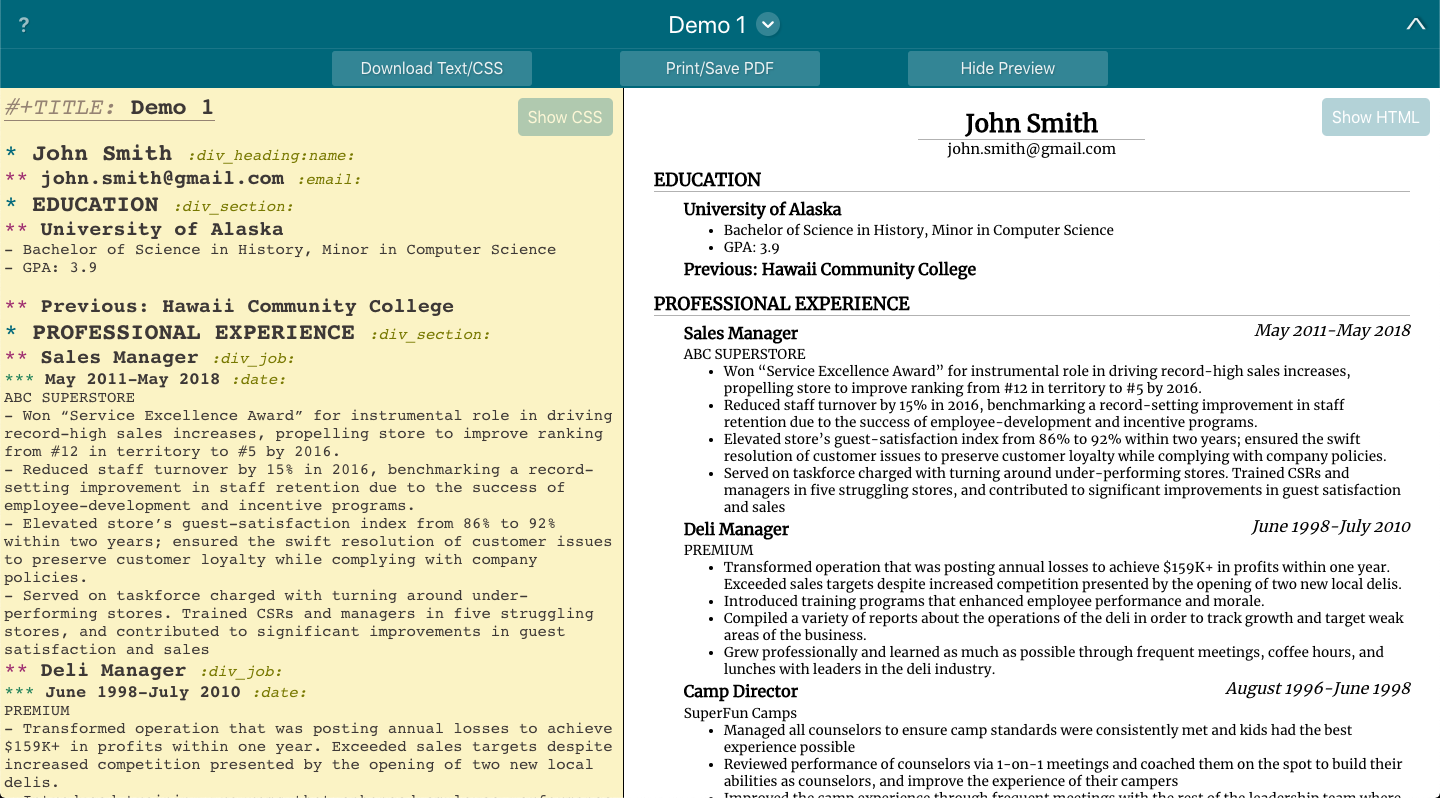 ?
Demo 1
Download Text/CSS
Print/Save PDF
Hide Preview
#+TITLE: Demo 1
Show CSS
* John Smith :div_heading:name:
** john.smith@gmail.com :email:
* EDUCATION :div_section:
** University of Alaska
- Bachelor of Science in History, Minor in Computer Science
- GPA: 3.9
** Previous: Hawaii Community College
* PROFESSIONAL EXPERIENCE :div_section:
** Sales Manager :div_job:
*** May 2011-May 2018 :date:
ABC SUPERSTORE
- Won “Service Excellence Award” for instrumental role in driving
record-high sales increases, propelling store to improve ranking
from #12 in territory to #5 by 2016.
- Reduced staff turnover by 15% in 2016, benchmarking a record-
setting improvement in staff retention due to the success of
employee-development and incentive programs.
- Elevated store’s guest-satisfaction index from 86% to 92%
within two years; ensured the swift resolution of customer issues
to preserve customer loyalty while complying with company
policies.
- Served on taskforce charged with turning around under-
performing stores. Trained CSRs and managers in five struggling
stores, and contributed to significant improvements in guest
satisfaction and sales
** Deli Manager :div_job:
*** June 1998-July 2010 :date:
PREMIUM
- Transformed operation that was posting annual losses to achieve
$159K+ in profits within one year. Exceeded sales targets despite
increased competition presented by the opening of two new local
delis.
John Smith
Show HTML
john.smith@gmail.com
EDUCATION
University of Alaska
• Bachelor of Science in History, Minor in Computer Science
• GPA: 3.9
Previous: Hawaii Community College
PROFESSIONAL EXPERIENCE
Sales Manager
May 2011-May 2018
ABC SUPERSTORE
• Won “Service Excellence Award” for instrumental role in driving record-high sales increases,
propelling store to improve ranking from #12 in territory to #5 by 2016.
• Reduced staff turnover by 15% in 2016, benchmarking a record-setting improvement in staff
retention due to the success of employee-development and incentive programs.
• Elevated store’s guest-satisfaction index from 86% to 92% within two years; ensured the swift
resolution of customer issues to preserve customer loyalty while complying with company policies.
• Served on taskforce charged with turning around under-performing stores. Trained CSRs and
managers in five struggling stores, and contributed to significant improvements in guest satisfaction
and sales
Deli Manager
June 1998-July 2010
PREMIUM
• Transformed operation that was posting annual losses to achieve $159K+ in profits within one year.
Exceeded sales targets despite increased competition presented by the opening of two new local delis.
• Introduced training programs that enhanced employee performance and morale.
• Compiled a variety of reports about the operations of the deli in order to track growth and target weak
areas of the business.
• Grew professionally and learned as much as possible through frequent meetings, coffee hours, and
lunches with leaders in the deli industry.
Camp Director
August 1996-June 1998
SuperFun Camps
• Managed all counselors to ensure camp standards were consistently met and kids had the best
experience possible
• Reviewed performance of counselors via 1-on-1 meetings and coached them on the spot to build their
abilities as counselors, and improve the experience of their campers
• Improved the camp experience through frequent meetings with the rest of the leadership team where